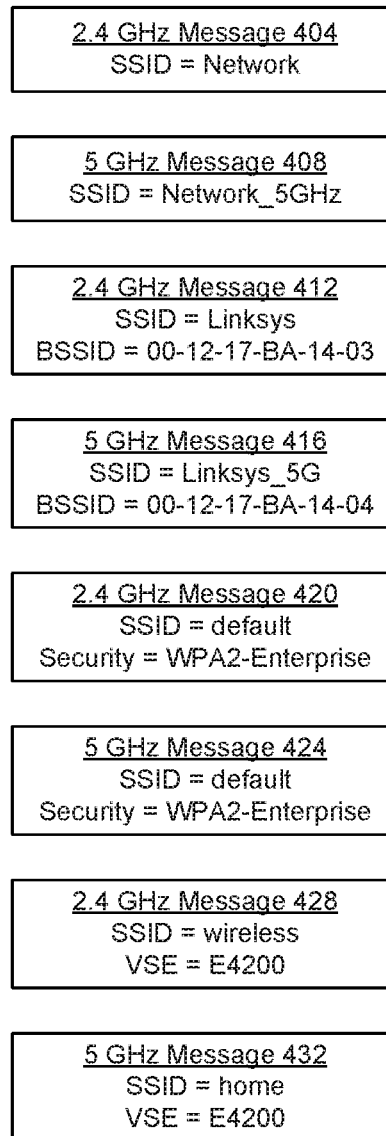 2.4 GHz Message 404
SSID = Network
5 GHz Message 408
SSID = Network_5GHz
2.4 GHz Message 412
SSID = Linksys
BSSID = 00-12-17-BA-14-03
5 GHz Message 416
SSID = Linksys_5G
BSSID = 00-12-17-BA-14-04
2.4 GHz Message 420
SSID = default
Security = WPA2-Enterprise
5 GHz Message 424
SSID = default
Security = WPA2-Enterprise
2.4 GHz Message 428
SSID = wireless
VSE = E4200
5 GHz Message 432
SSID = home
VSE = E4200